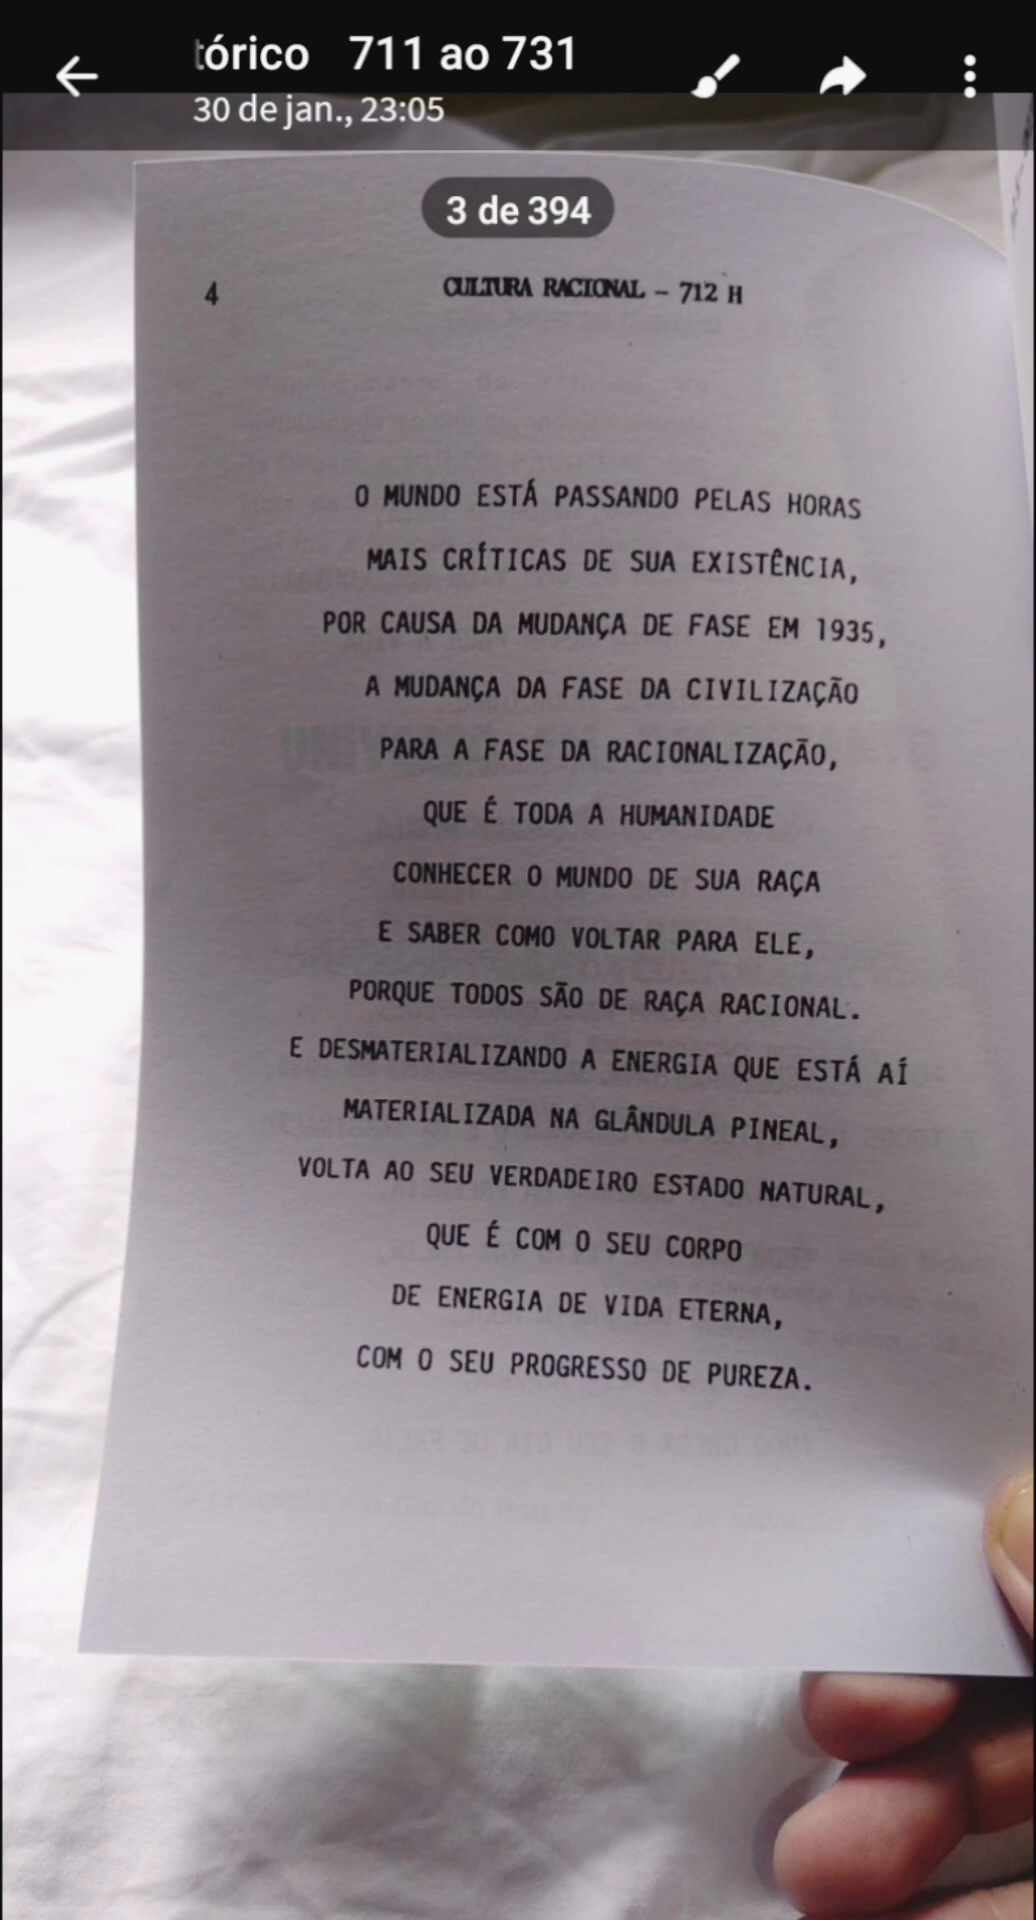 tórico 711 ao 731
30 de jan., 23:05
3 de 394
4 CULTURA RACIONAL – 712 H
O MUNDO ESTÁ PASSANDO PELAS HORAS
MAIS CRÍTICAS DE SUA EXISTÊNCIA,
POR CAUSA DA MUDANÇA DE FASE EM 1935,
A MUDANÇA DA FASE DA CIVILIZAÇÃO
PARA A FASE DA RACIONALIZAÇÃO,
QUE É TODA A HUMANIDADE
CONHECER O MUNDO DE SUA RAÇA
E SABER COMO VOLTAR PARA ELE,
PORQUE TODOS SÃO DE RAÇA RACIONAL.
E DESMATERIALIZANDO A ENERGIA QUE ESTÁ AÍ
MATERIALIZADA NA GLÂNDULA PINEAL,
VOLTA AO SEU VERDADEIRO ESTADO NATURAL,
QUE É COM O SEU CORPO
DE ENERGIA DE VIDA ETERNA,
COM O SEU PROGRESSO DE PUREZA.